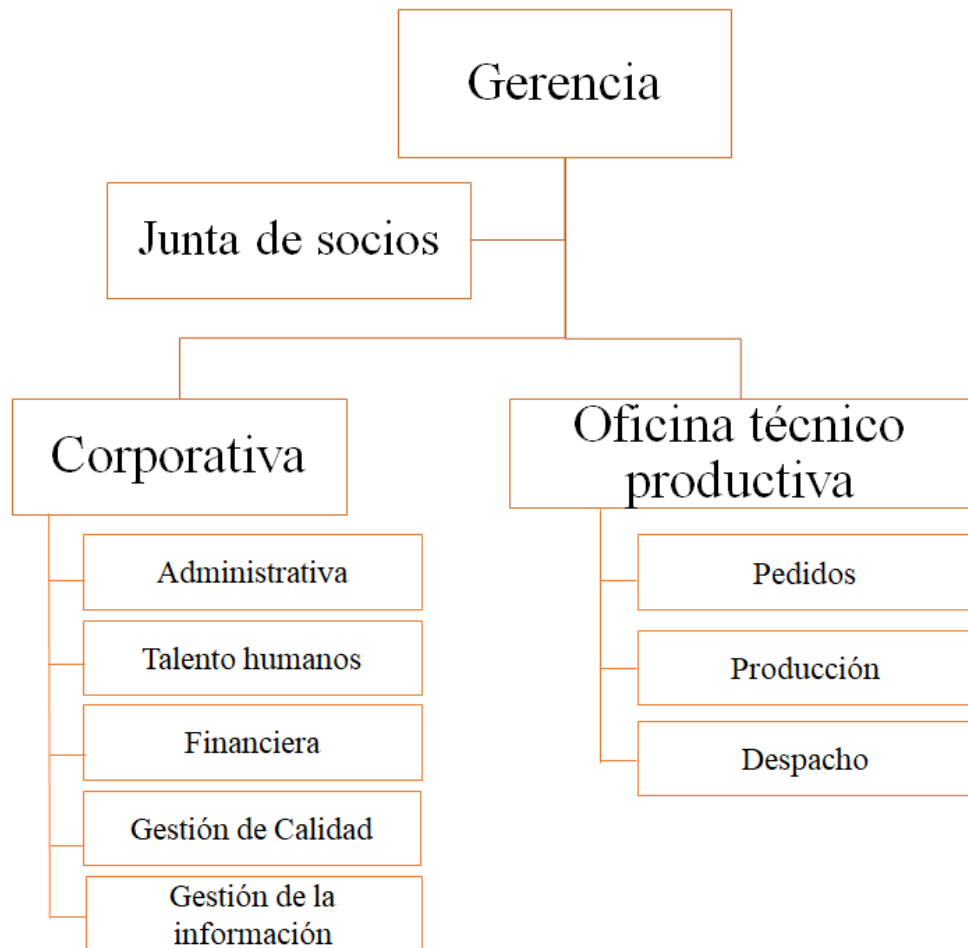 Gerencia
Junta de socios
Corporativa
Administrativa
Talento humanos
Financiera
Gestión de Calidad
Gestión de la
información
Oficina técnico
productiva
Pedidos
Producción
Despacho